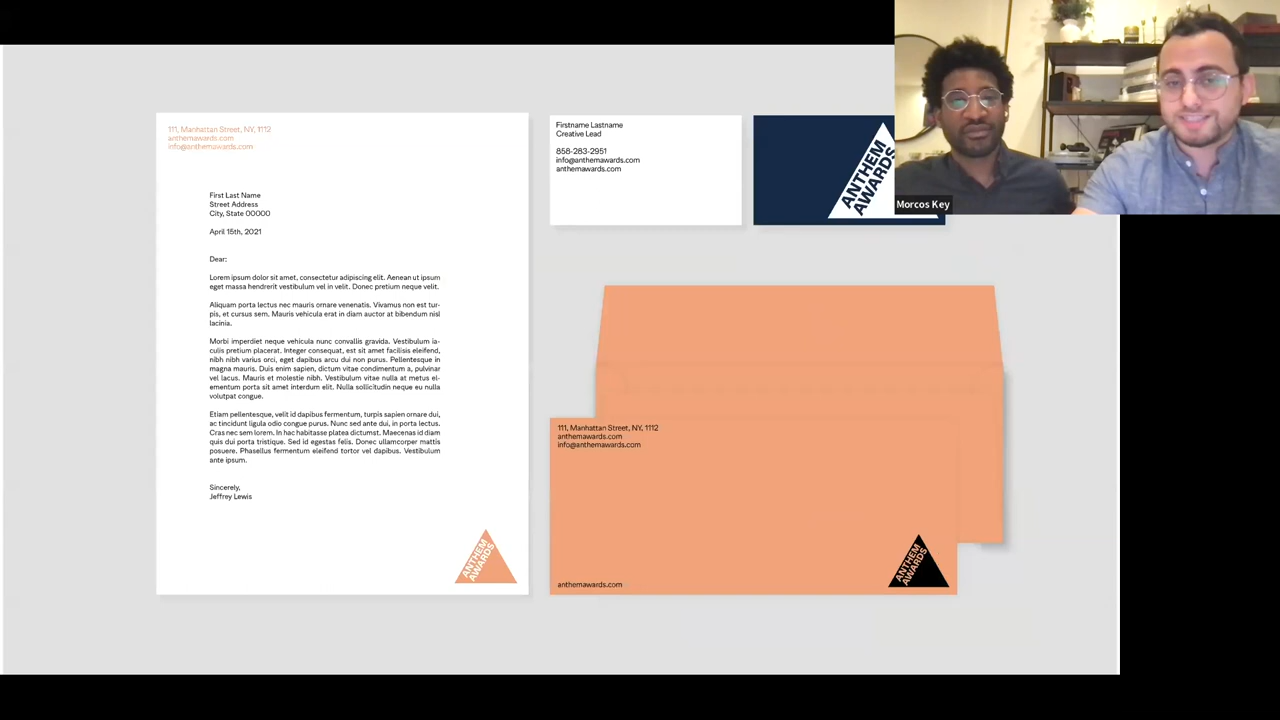 111, Manhattan Street, NY, 1112
anthemawards.com
info@anthemawards.com
First Last Name
Street Address
City, State 00000
April 15th, 2021
Dear:
Lorem ipsum dolor sit amet, consectetur adipiscing elit. Aenean ut ipsum
eget massa hendrerit vestibulum vel in velit. Donec pretium neque velit.
Aliquam porta lectus nec mauris ornare venenatis. Vivamus non est tur-
pis, et cursus sem. Mauris vehicula erat in diam auctor at bibendum nisl
lacinia.
Morbi imperdiet neque vehicula nunc convallis gravida. Vestibulum ia-
culis pretium placerat. Integer consequat, est sit amet facilisis eleifend,
nibh nibh varius orci, eget dapibus arcu dui non purus. Pellentesque in
magna mauris. Duis enim sapien, dictum vitae condimentum a, pulvinar
vel lacus. Mauris et molestie nibh. Vestibulum vitae nulla at metus el-
ementum porta sit amet interdum elit. Nulla sollicitudin neque eu nulla
volutpat congue.
Etiam pellentesque, velit id dapibus fermentum, turpis sapien ornare dui,
ac tincidunt ligula odio congue purus. Nunc sed ante dui, in porta lectus.
Cras nec sem lorem. In hac habitasse platea dictumst. Maecenas id diam
quis dui porta tristique. Sed id egestas felis. Donec ullamcorper mattis
posuere. Phasellus fermentum eleifend tortor vel dapibus. Vestibulum
ante ipsum.
Sincerely,
Jeffrey Lewis
ANTHEM
AWARDS
Firstname Lastname
Creative Lead
858-283-2951
info@anthemawards.com
anthemawards.com
ANTHEM
AWARDS
Morcos Key
111, Manhattan Street, NY, 1112
anthemawards.com
info@anthemawards.com
anthemawards.com
ANTHEM
AWARDS